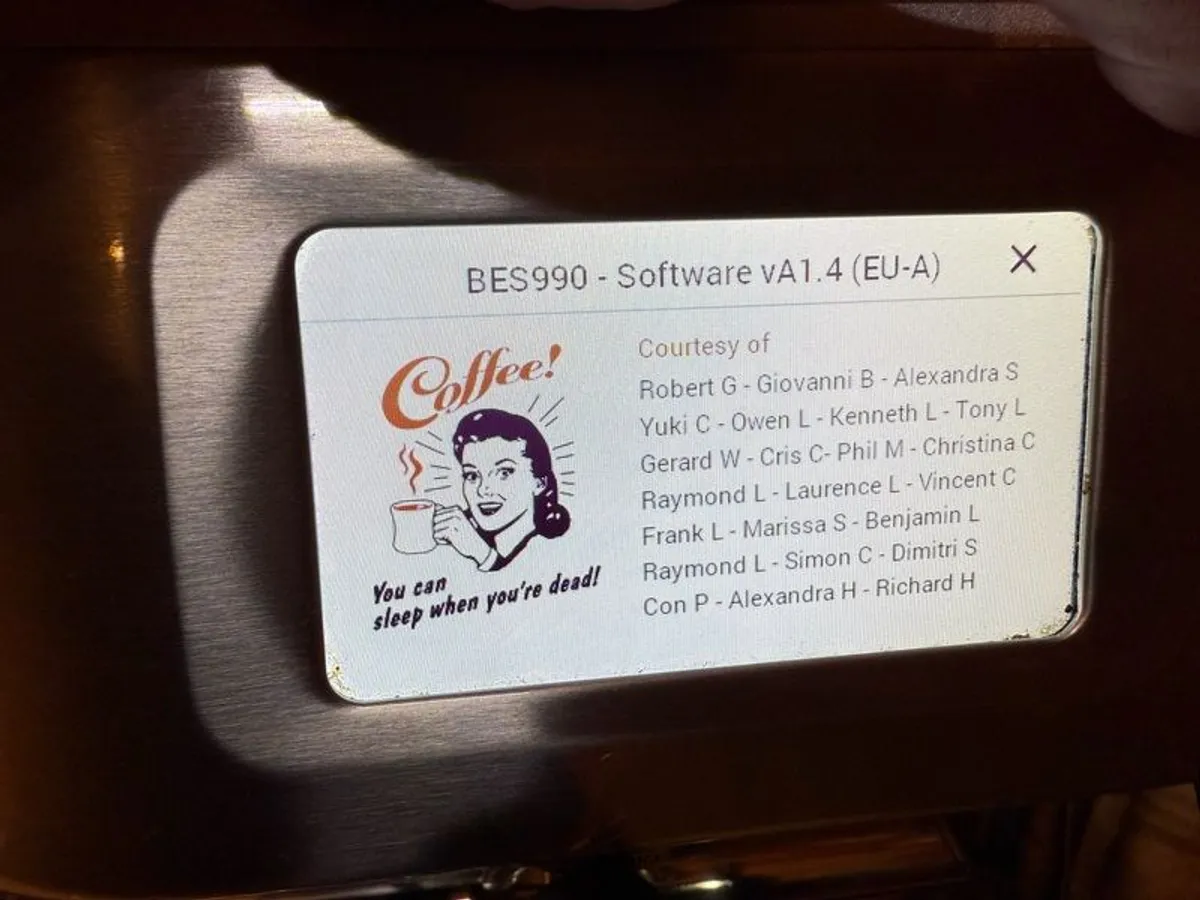 BES990 - Software vA1.4 (EU-A)
Coffee!
You can
sleep when you're dead!
Courtesy of
Robert G - Giovanni B - Alexandra S
Yuki C - Owen L - Kenneth L - Tony L
Gerard W - Cris C- Phil M - Christina C
Raymond L - Laurence L - Vincent C
Frank L - Marissa S - Benjamin L
Raymond L - Simon C - Dimitri S
Con P - Alexandra H - Richard H